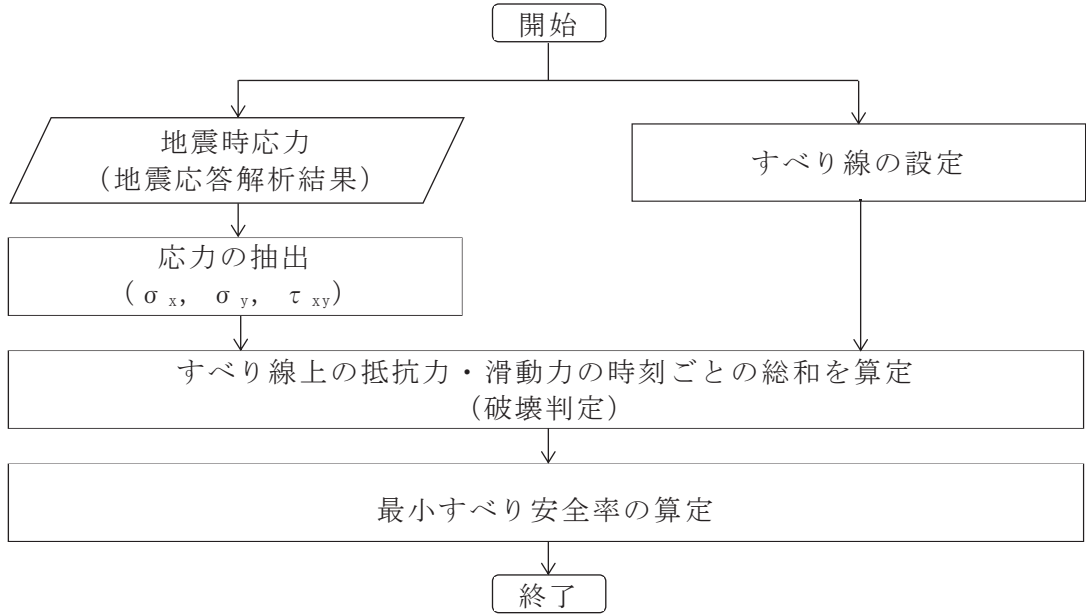 開始
地震時応力
（地震応答解析結果）
すべり線の設定
応力の抽出
（σx， σy， τxy）
すべり線上の抵抗力・滑動力の時刻ごとの総和を算定
（破壊判定）
最小すべり安全率の算定
終了